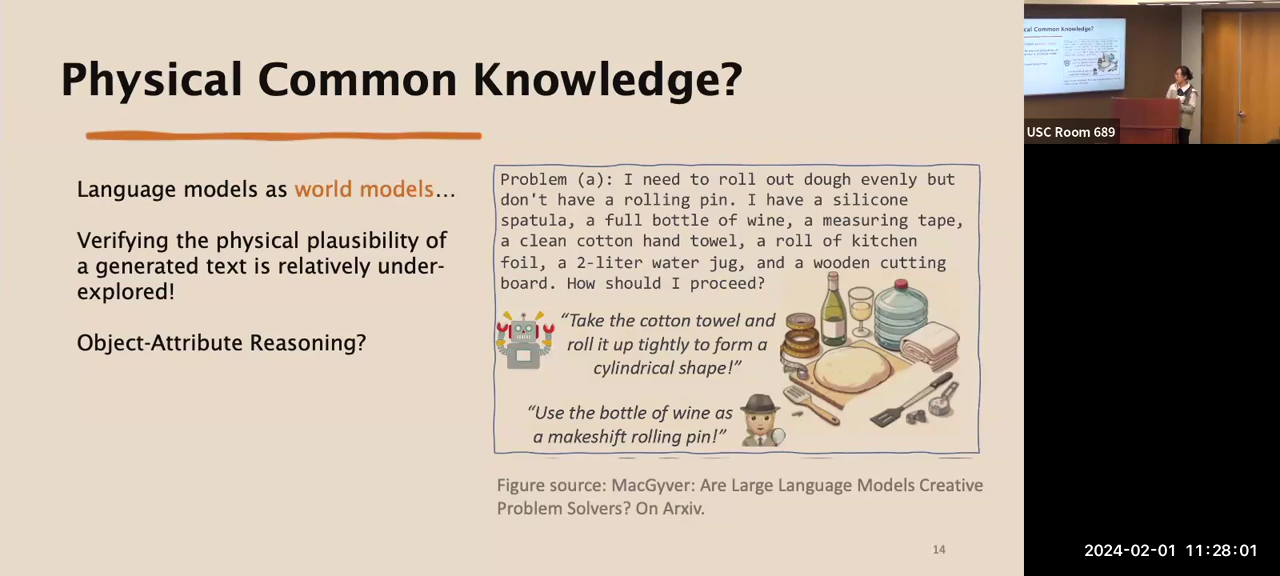 Physical Common Knowledge?
Language models as world models…
Verifying the physical plausibility of
a generated text is relatively under-
explored!
Object-Attribute Reasoning?
Problem (a): I need to roll out dough evenly but
don't have a rolling pin. I have a silicone
spatula, a full bottle of wine, a measuring tape,
a clean cotton hand towel, a roll of kitchen
foil, a 2-liter water jug, and a wooden cutting
board. How should I proceed?
“Take the cotton towel and
roll it up tightly to form a
cylindrical shape!”
“Use the bottle of wine as
a makeshift rolling pin!”
Figure source: MacGyver: Are Large Language Models Creative
Problem Solvers? On Arxiv.
14
cal Common Knowledge?
USC Room 689
2024-02-01 11:28:01